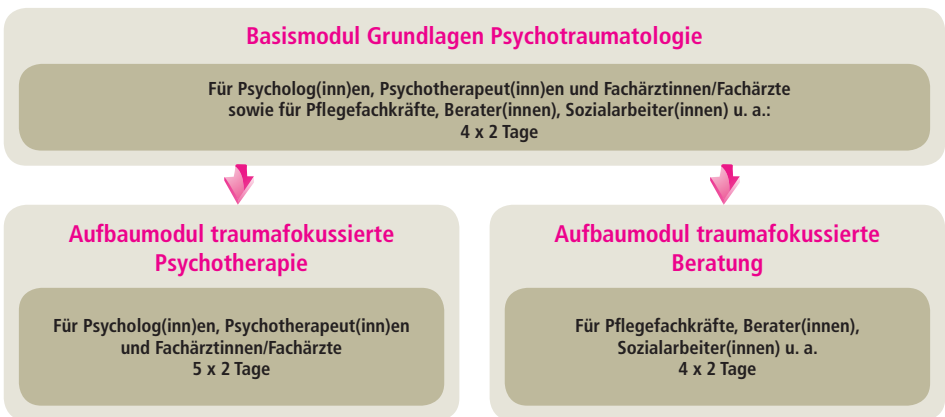 Basismodul Grundlagen Psychotraumatologie
Für Psycholog(inn)en, Psychotherapeut(inn)en und Fachärztinnen/Fachärzte
sowie für Pflegefachkräfte, Berater(innen), Sozialarbeiter(innen) u. a.:
4 x 2 Tage
Aufbaumodul traumafokussierte
Psychotherapie
Für Psycholog(inn)en, Psychotherapeut(inn)en
und Fachärztinnen/Fachärzte
5 x 2 Tage
Aufbaumodul traumafokussierte
Beratung
Für Pflegefachkräfte, Berater(innen),
Sozialarbeiter(innen) u. a.
4 x 2 Tage